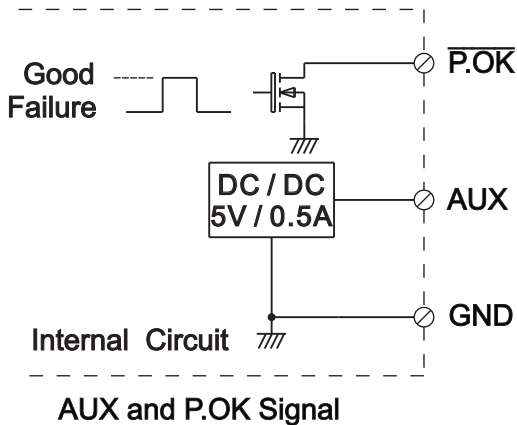 P.OK
Good
Failure
DC / DC
5V / 0.5A
AUX
GND
Internal Circuit
AUX and P.OK Signal